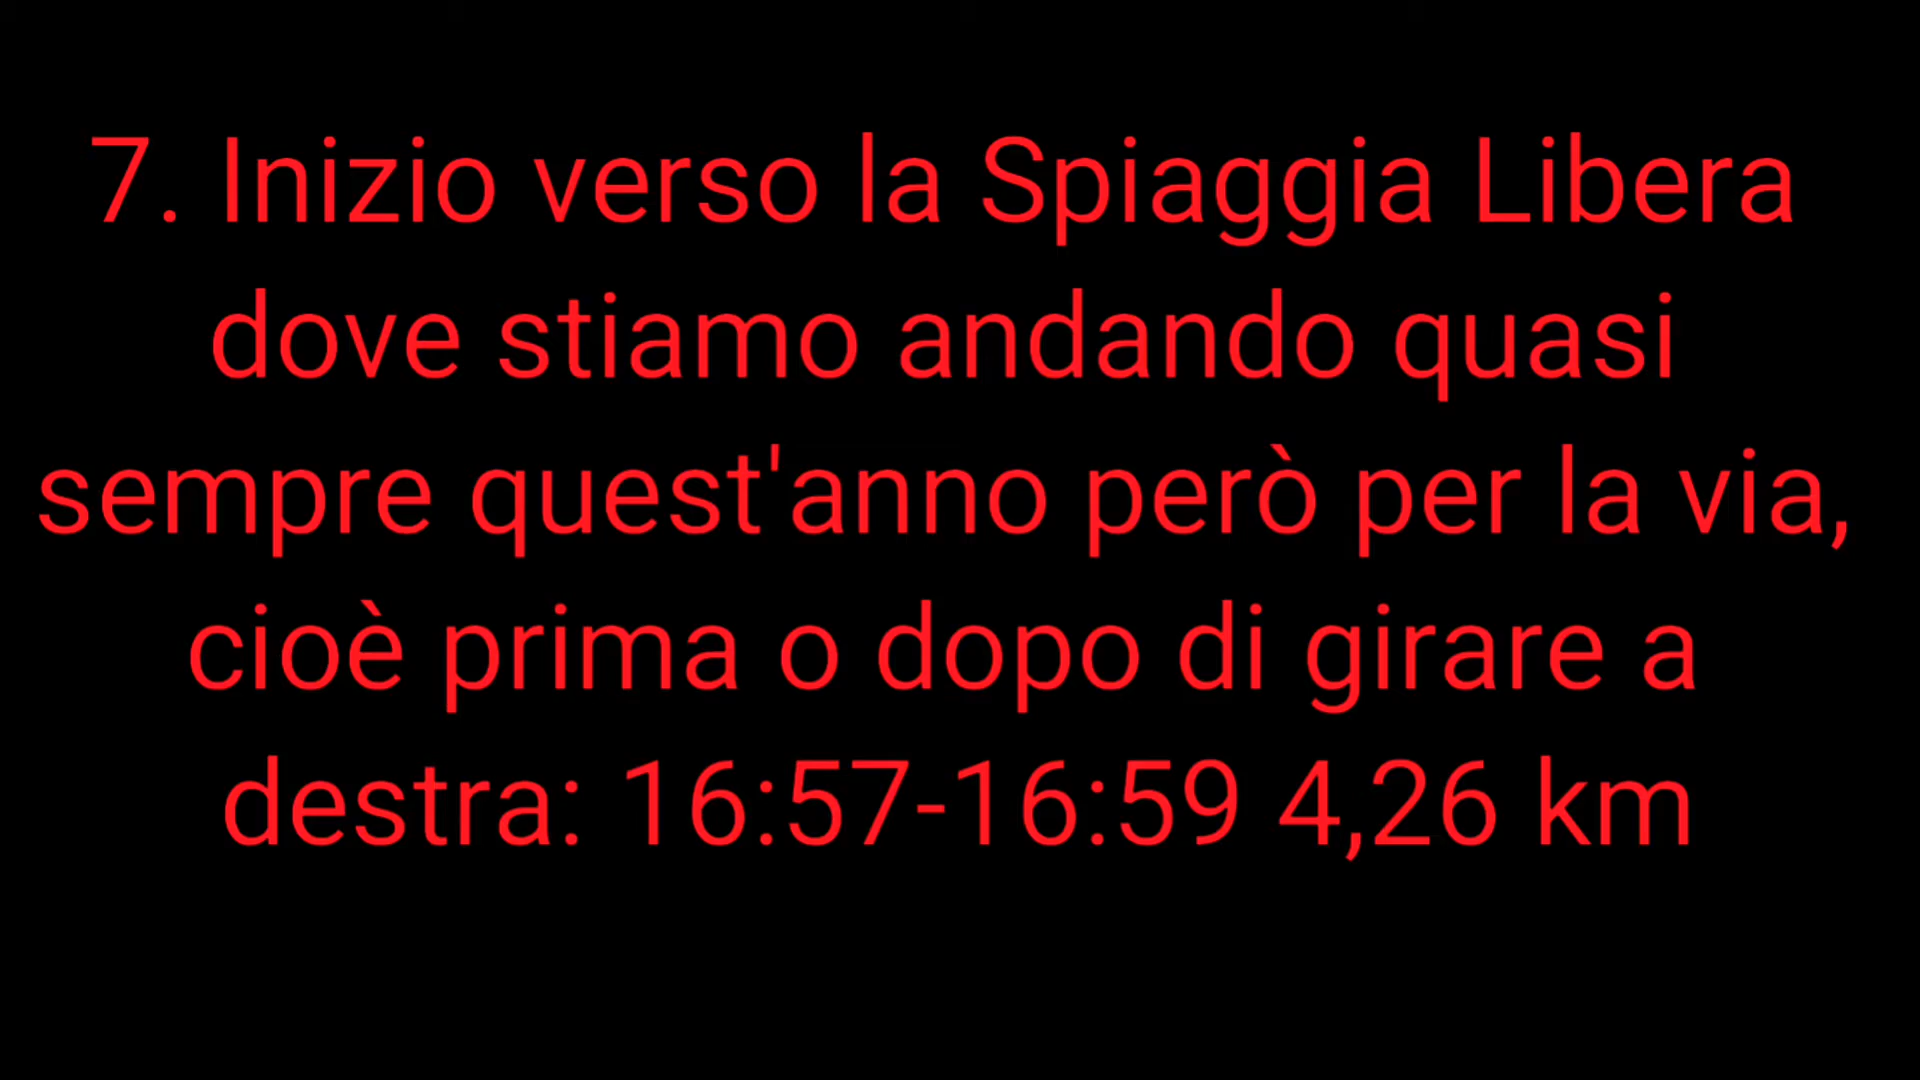 7. Inizio verso la Spiaggia Libera
dove stiamo andando quasi
sempre quest'anno però per la via,
cioè prima o dopo di girare a
destra: 16:57-16:59 4,26 km